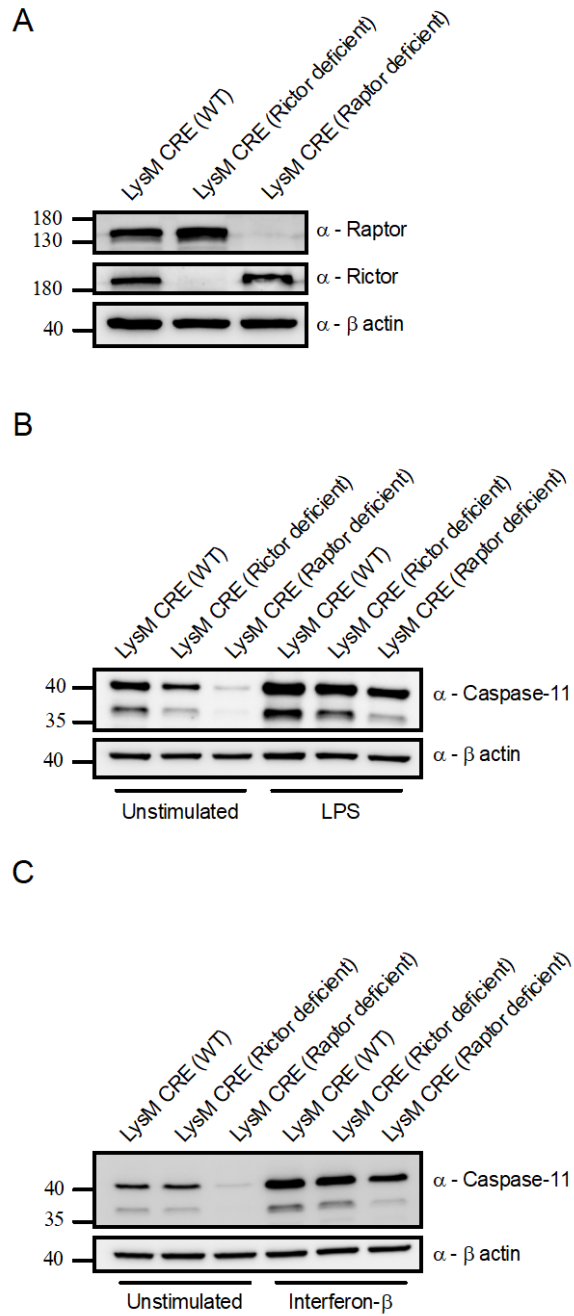 A
LysM CRE (WT)
LysM CRE (Rictor deficient)
LysM CRE (Raptor deficient)
180
130
α - Raptor
180
α - Rictor
40
α - β actin
B
LysM CRE (WT)
LysM CRE (Rictor deficient)
LysM CRE (Raptor deficient)
LysM CRE (WT)
LysM CRE (Rictor deficient)
LysM CRE (Raptor deficient)
40
35
α - Caspase-11
40
α - β actin
Unstimulated LPS
C
LysM CRE (WT)
LysM CRE (Rictor deficient)
LysM CRE (Raptor deficient)
LysM CRE (WT)
LysM CRE (Rictor deficient)
LysM CRE (Raptor deficient)
40
35
α - Caspase-11
40
α - β actin
Unstimulated Interferon-β